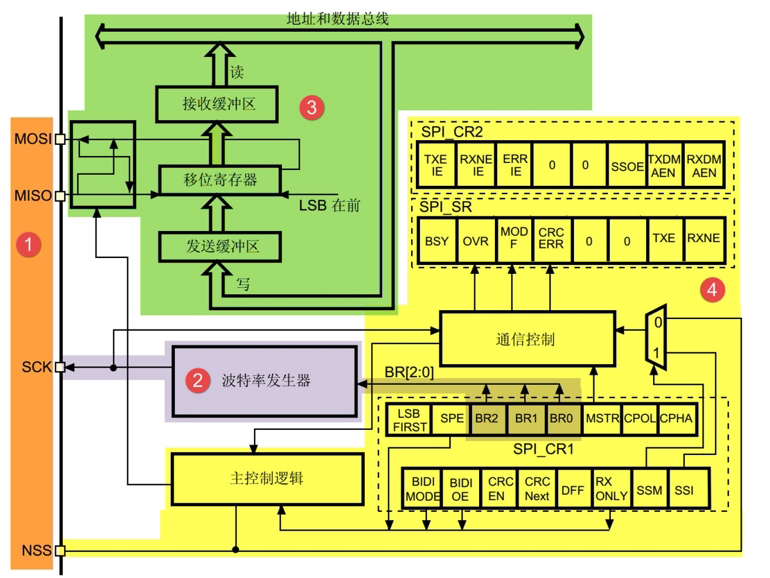 地址和数据总线
读
接收缓冲区
3
MOSI
移位寄存器
MISO
LSB 在前
1
发送缓冲区
写
SPI_CR2
TXE IE
RXNE IE
ERR IE
0
0
SSOE
TXDM AEN
RXDM AEN
SPI_SR
BSY
OVR
MOD F
CRC ERR
0
0
TXE
RXNE
4
通信控制
0
1
SCK
2
波特率发生器
BR[2:0]
LSB FIRST
SPE
BR2
BR1
BR0
MSTR
CPOL
CPHA
SPI_CR1
主控制逻辑
BIDI MODE
BIDI OE
CRC EN
CRC Next
DFF
RX ONLY
SSM
SSI
NSS